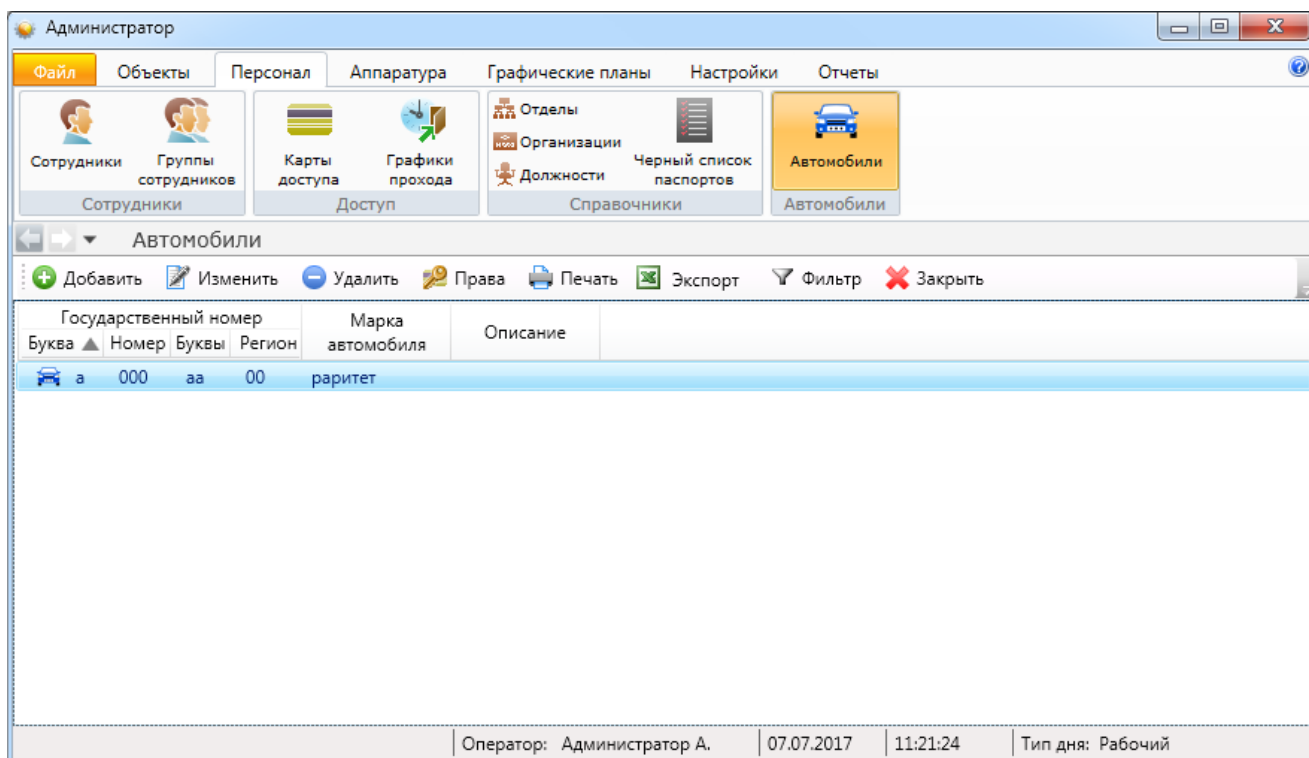 Администратор
Файл Объекты Персонал Аппаратура Графические планы Настройки Отчеты
Сотрудники
Группы
сотрудников
Сотрудники
Карты
доступа
Графики
прохода
Доступ
Отделы
Организации
Должности
Черный список
паспортов
Справочники
Автомобили
Автомобили
Автомобили
Добавить Изменить Удалить Права Печать Экспорт Фильтр Закрыть
Государственный номер
Буква Номер Буквы Регион
Марка
автомобиля
Описание
а 000 аа 00 раритет
Оператор: Администратор А. 07.07.2017 11:21:24 Тип дня: Рабочий